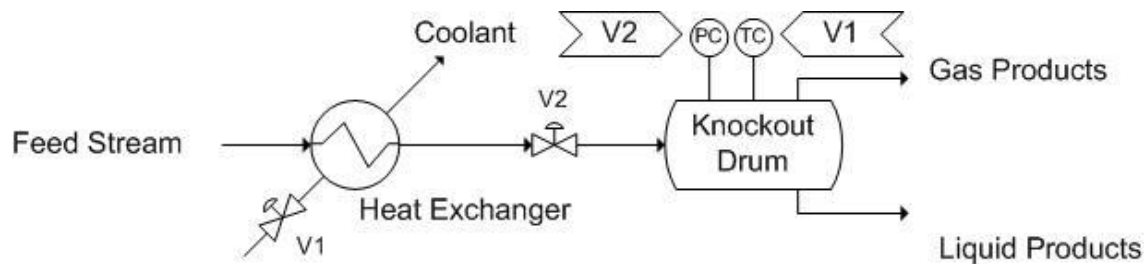 Coolant
V2
PC
TC
V1
Gas Products
V2
Feed Stream
Knockout
Drum
Heat Exchanger
V1
Liquid Products